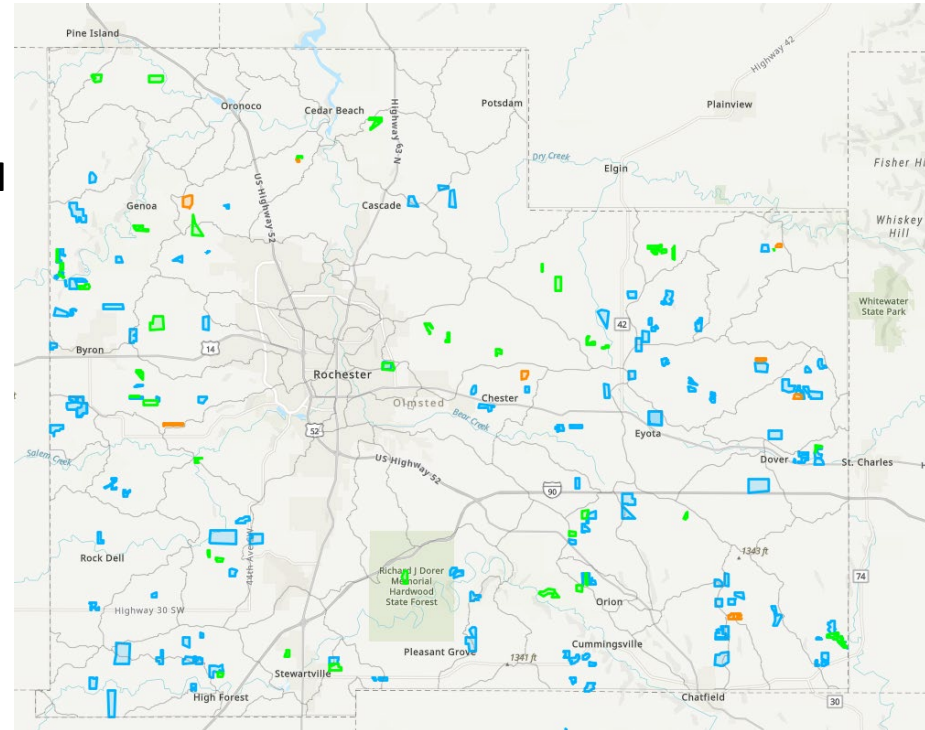 Pine Island
Highway 42
Oronoco
Cedar Beach
Highway 63 N
Potsdam
Plainview
Dry Creek
Elgin
US Highway 52
Genoa
Cascade
Whiskey
Hill
Whitewater
State Park
42
14
Byron
Rochester
Olmsted
Chester
Bear Creek
52
Eyota
Salem Creek
US Highway 52
Dover
St. Charles
90
Rock Dell
44th Ave SW
1343 ft
Richard J Dorer
Memorial
Hardwood
State Forest
74
Highway 30 SW
Orion
Pleasant Grove
1341 ft
Cummingsville
Stewartville
High Forest
Chatfield
30